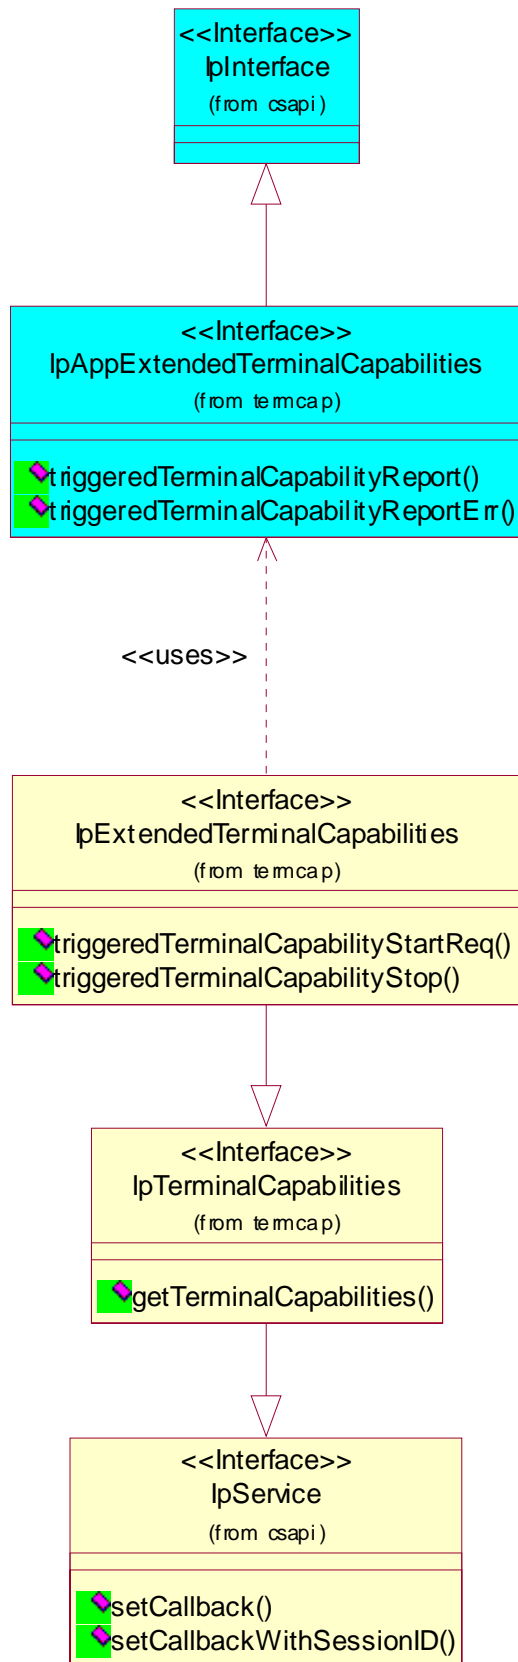 <<Interface>>
IpInterface
(from csapi)
<<Interface>>
IpAppExtendedTerminalCapabilities
(from termcap)
triggeredTerminalCapabilityReport()
triggeredTerminalCapabilityReportErr()
<<uses>>
<<Interface>>
IpExtendedTerminalCapabilities
(from termcap)
triggeredTerminalCapabilityStartReq()
triggeredTerminalCapabilityStop()
<<Interface>>
IpTerminalCapabilities
(from termcap)
getTerminalCapabilities()
<<Interface>>
IpService
(from csapi)
setCallback()
setCallbackWithSessionID()